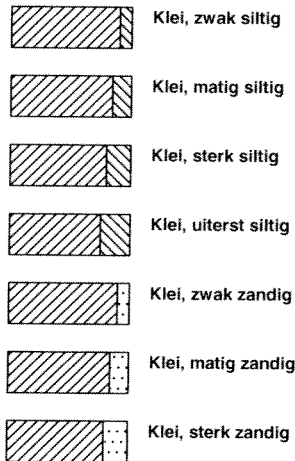 Klei, zwak siltig
Klei, matig siltig
Klei, sterk siltig
Klei, uiterst siltig
Klei, zwak zandig
Klei, matig zandig
Klei, sterk zandig